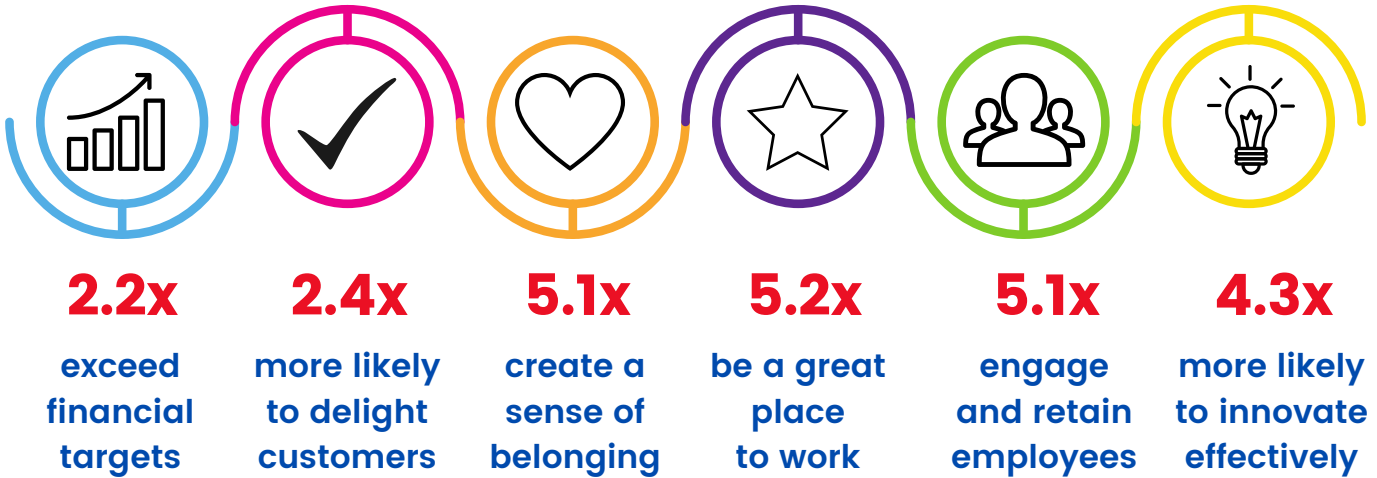 2.2x
exceed
financial
targets
2.4x
more likely
to delight
customers
5.1x
create a
sense of
belonging
5.2x
be a great
place
to work
5.1x
engage
and retain
employees
4.3x
more likely
to innovate
effectively